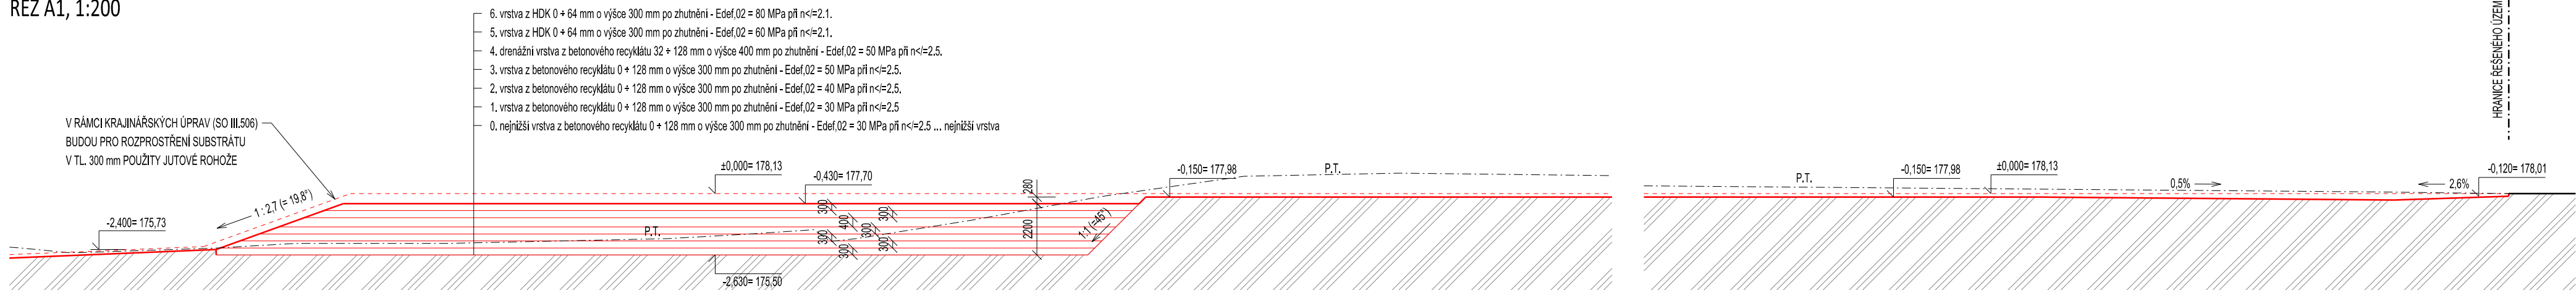 ŘEZ A1, 1:200
6. vrstva z HDK 0 ÷ 64 mm o výšce 300 mm po zhutnění - Edef,02 = 80 MPa při n</=2.1.
5. vrstva z HDK 0 ÷ 64 mm o výšce 300 mm po zhutnění - Edef,02 = 60 MPa při n</=2.1.
4. drenážní vrstva z betonového recyklátu 32 ÷ 128 mm o výšce 400 mm po zhutnění - Edef,02 = 50 MPa při n</=2.5.
3. vrstva z betonového recyklátu 0 ÷ 128 mm o výšce 300 mm po zhutnění - Edef,02 = 50 MPa při n</=2.5.
2. vrstva z betonového recyklátu 0 ÷ 128 mm o výšce 300 mm po zhutnění - Edef,02 = 40 MPa při n</=2.5.
1. vrstva z betonového recyklátu 0 ÷ 128 mm o výšce 300 mm po zhutnění - Edef,02 = 30 MPa při n</=2.5
0. nejnižší vrstva z betonového recyklátu 0 ÷ 128 mm o výšce 300 mm po zhutnění - Edef,02 = 30 MPa při n</=2.5 ... nejnižší vrstva
V RÁMCI KRAJINÁŘSKÝCH ÚPRAV (SO III.506)
BUDOU PRO ROZPROSTŘENÍ SUBSTRÁTU
V TL. 300 mm POUŽITY JUTOVÉ ROHOŽE
1 : 2,7 (= 19,8°)
-2,400= 175,73
±0,000= 178,13
-0,430= 177,70
-0,150= 177,98
P.T.
P.T.
280
2200
300
300
400
300
300
300
300
1:1 (=45°)
-2,630= 175,50
P.T.
-0,150= 177,98
±0,000= 178,13
0,5%
2,6%
-0,120= 178,01
HRANICE ŘEŠENÉHO ÚZEM